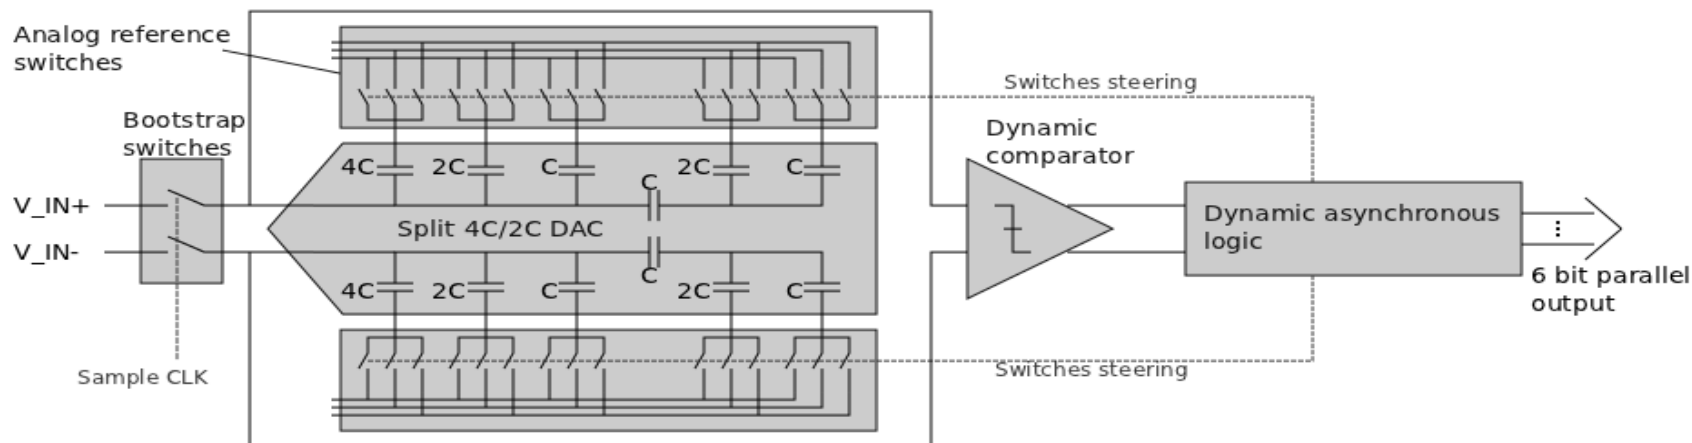 Analog reference
switches
Switches steering
Bootstrap
switches
Dynamic
comparator
4C 2C C C 2C C
V_IN+
Split 4C/2C DAC
Dynamic asynchronous
logic
⋮
V_IN-
4C 2C C C 2C C
6 bit parallel
output
Sample CLK
Switches steering